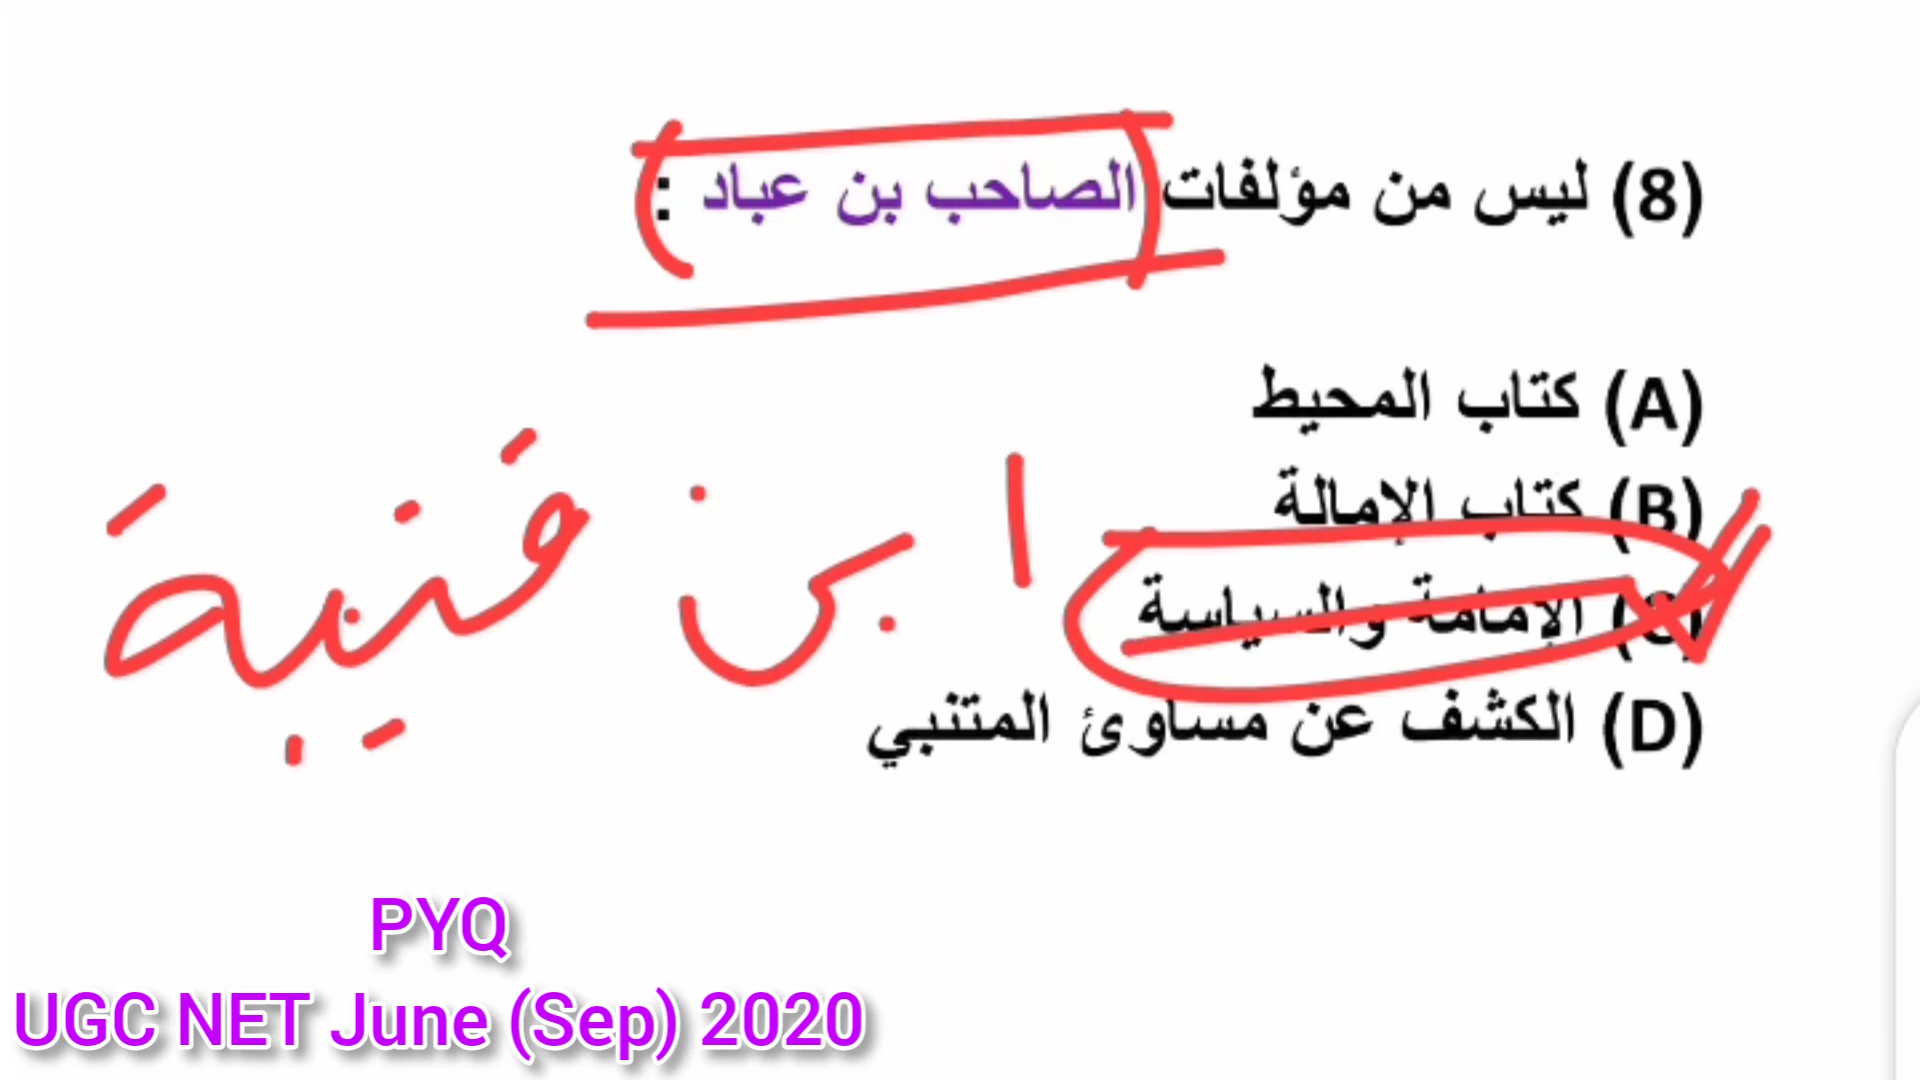 (8) ليس من مؤلفات الصاحب بن عباد :
(A) كتاب المحيط
(B) كتاب الإمالة
(C) الإمامة والسياسة
ابن قتيبة
(D) الكشف عن مساوئ المتنبي
PYQ
UGC NET June (Sep) 2020